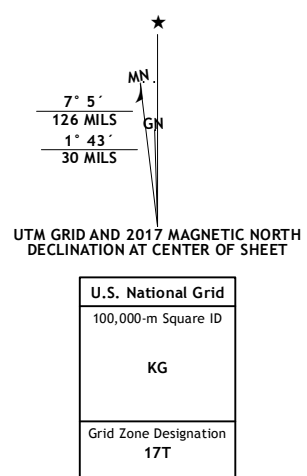 MN
7° 5´
126 MILS
GN
1° 43´
30 MILS
UTM GRID AND 2017 MAGNETIC NORTH
DECLINATION AT CENTER OF SHEET
U.S. National Grid
100,000-m Square ID
KG
Grid Zone Designation
17T